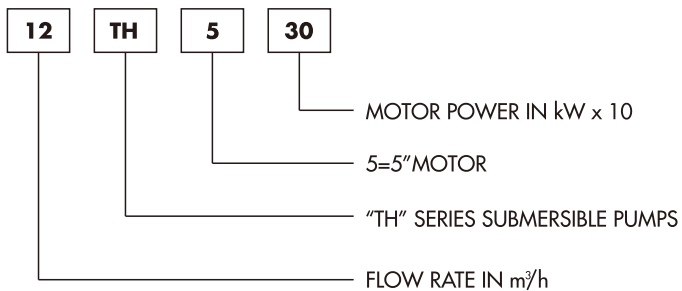 12 TH 5 30
MOTOR POWER IN kW x 10
5=5"MOTOR
"TH" SERIES SUBMERSIBLE PUMPS
FLOW RATE IN m³/h